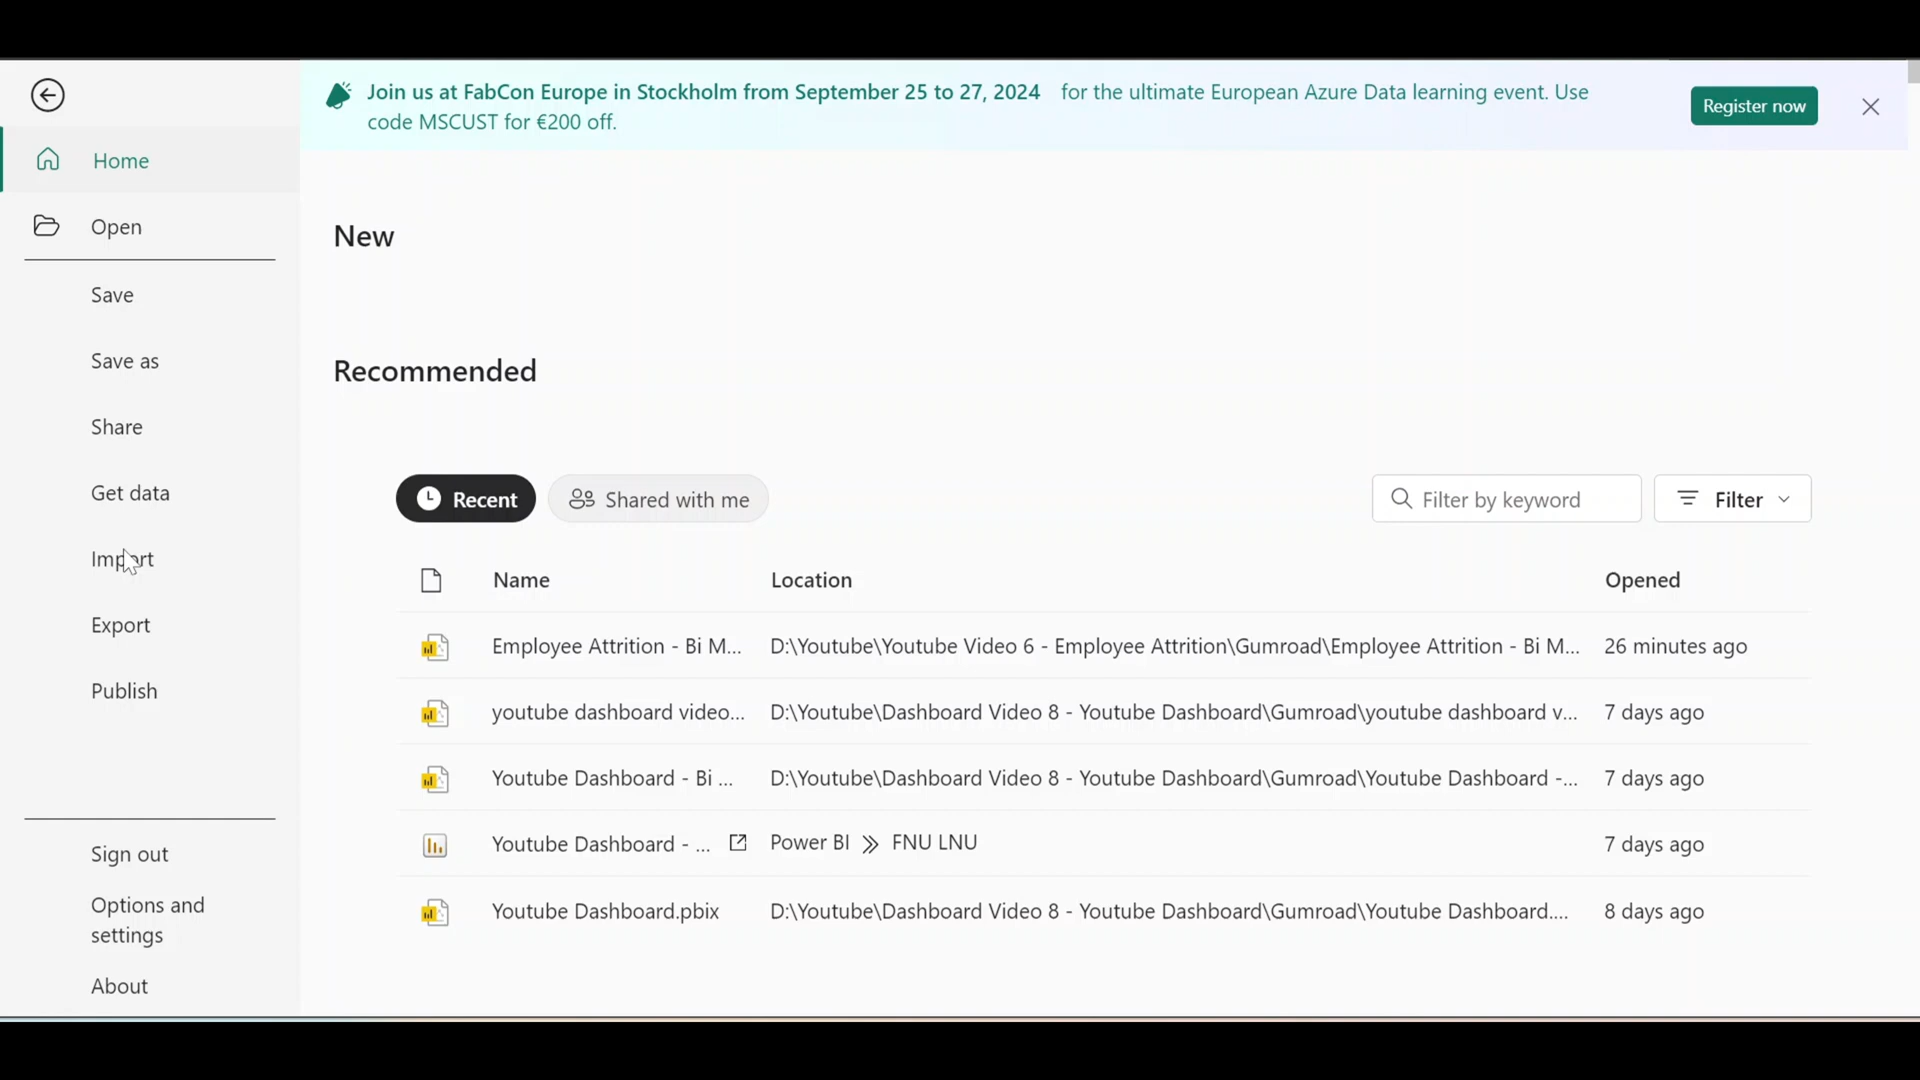 Join us at FabCon Europe in Stockholm from September 25 to 27, 2024 for the ultimate European Azure Data learning event. Use
code MSCUST for €200 off.
Register now
Home
Open
Save
Save as
Share
Get data
Import
Export
Publish
Sign out
Options and
settings
About
New
Recommended
Recent
Shared with me
Filter by keyword
Filter
Name Location Opened
Employee Attrition - Bi M... D:\Youtube\Youtube Video 6 - Employee Attrition\Gumroad\Employee Attrition - Bi M... 26 minutes ago
youtube dashboard video... D:\Youtube\Dashboard Video 8 - Youtube Dashboard\Gumroad\youtube dashboard v... 7 days ago
Youtube Dashboard - Bi ... D:\Youtube\Dashboard Video 8 - Youtube Dashboard\Gumroad\Youtube Dashboard -... 7 days ago
Youtube Dashboard - ... Power BI FNU LNU 7 days ago
Youtube Dashboard.pbix D:\Youtube\Dashboard Video 8 - Youtube Dashboard\Gumroad\Youtube Dashboard.... 8 days ago